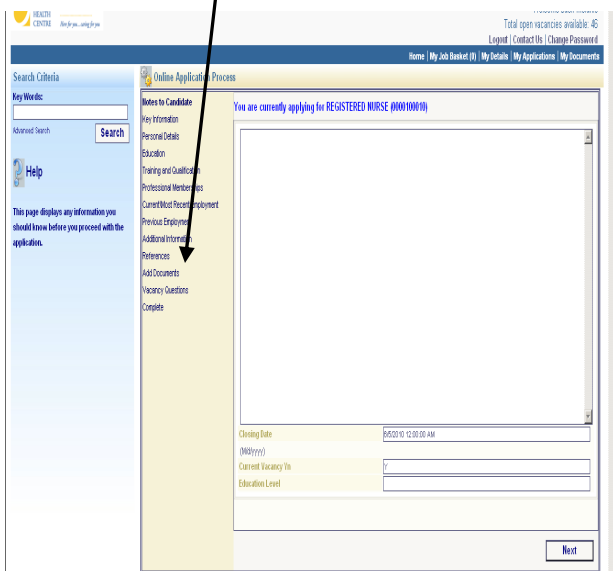 HEALTH
CENTRE
Total open vacancies available: 46
Logout | Contact Us | Change Password
Home | My Job Basket (0) | My Details | My Applications | My Documents
Search Criteria
Online Application Process
Key Words:
Advanced Search
Search
Help
This page displays any information you
should know before you proceed with the
application.
Notes to Candidate
Key Information
Personal Details
Education
Training and Qualification
Professional Memberships
Current/Most Recent Employment
Previous Employment
Additional Information
References
Add Documents
Vacancy Questions
Complete
You are currently applying for REGISTERED NURSE (0000100010)
Closing Date
8/5/2010 12:00:00 AM
(M/d/yyyy)
Current Vacancy Yn
Y
Education Level
Next